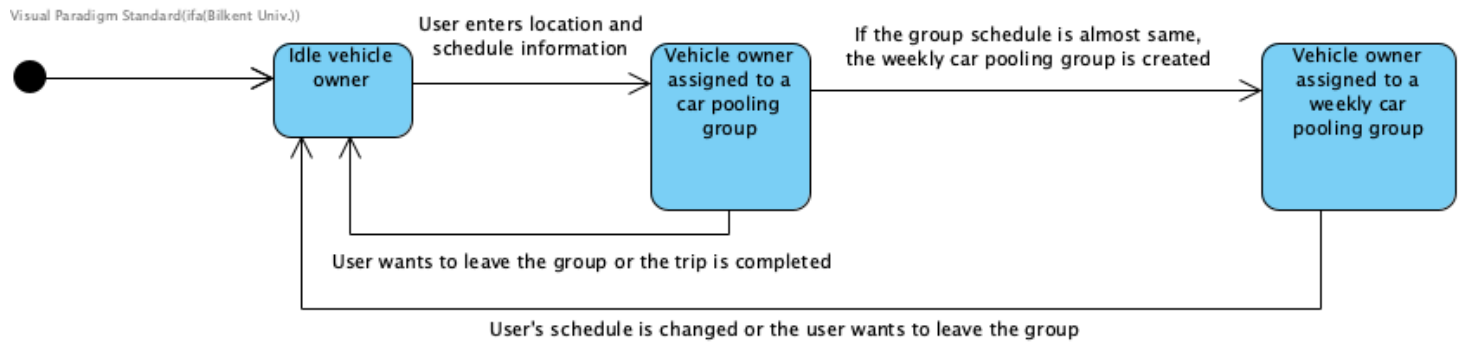 Visual Paradigm Standard(ifa(Bilkent Univ.))
User enters location and
schedule information
If the group schedule is almost same,
the weekly car pooling group is created
Idle vehicle
owner
Vehicle owner
assigned to a
car pooling
group
Vehicle owner
assigned to a
weekly car
pooling group
User wants to leave the group or the trip is completed
User's schedule is changed or the user wants to leave the group